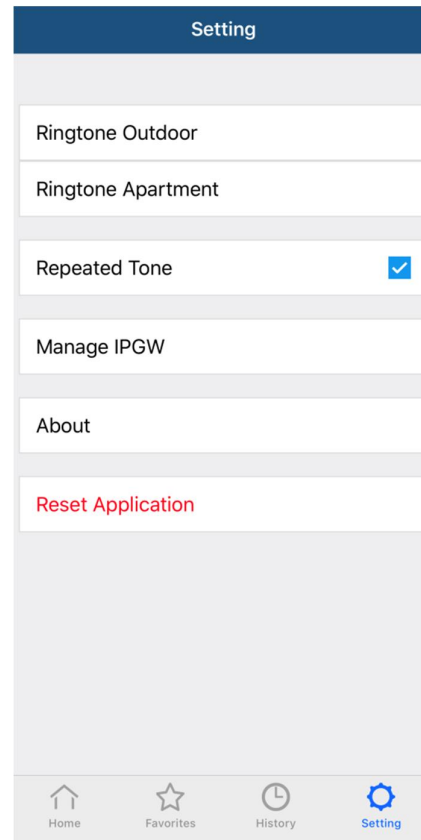 Setting
Ringtone Outdoor
Ringtone Apartment
Repeated Tone
Manage IPGW
About
Reset Application
Home Favorites History Setting